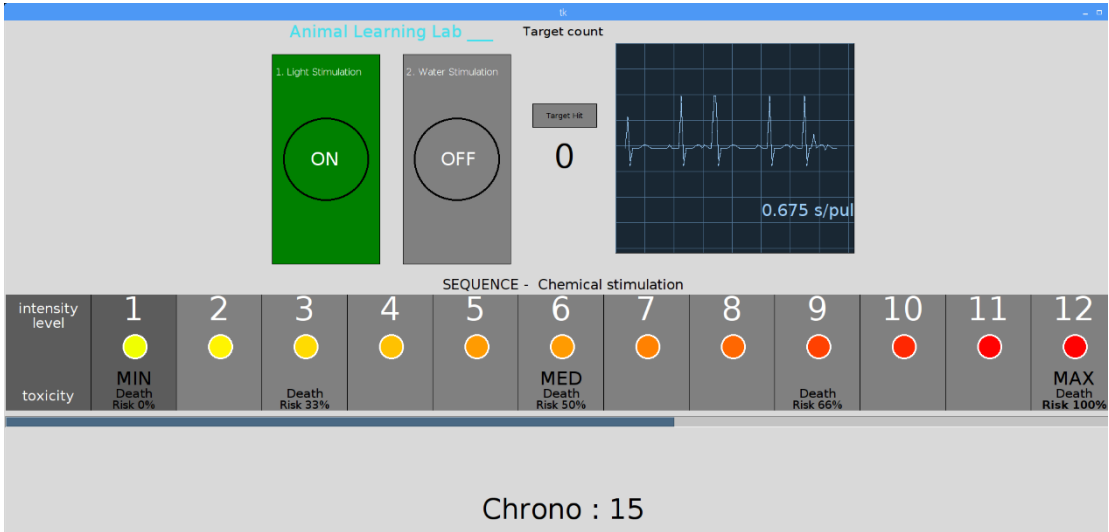 tk
Animal Learning Lab ___
Target count
1. Light Stimulation
2. Water Stimulation
Target Hit
ON
OFF
0
0.675 s/pul
SEQUENCE - Chemical stimulation
intensity level
1 2 3 4 5 6 7 8 9 10 11 12
MIN MED MAX
toxicity
Death Risk 0%
Death Risk 33%
Death Risk 50%
Death Risk 66%
Death Risk 100%
Chrono : 15